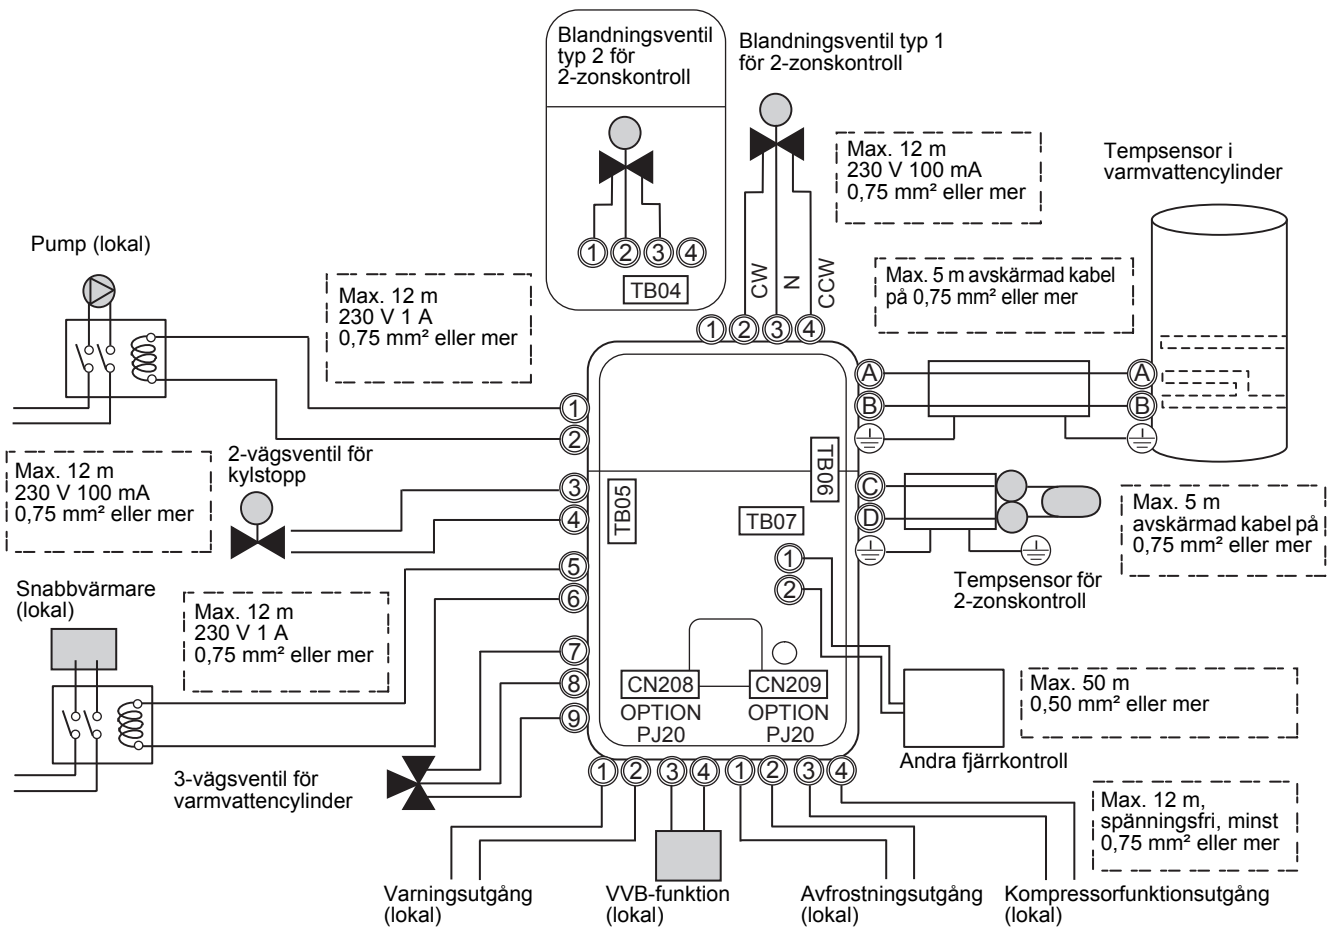 Blandningsventil
typ 2 för
2-zonskontroll
1
2
3
4
TB04
Blandningsventil typ 1
för 2-zonskontroll
CW
N
CCW
Max. 12 m
230 V 100 mA
0,75 mm² eller mer
Tempsensor i
varmvattencylinder
Pump (lokal)
Max. 12 m
230 V 1 A
0,75 mm² eller mer
Max. 5 m avskärmad kabel
på 0,75 mm² eller mer
1
2
3
4
A
B
A
B
1
2
Max. 12 m
230 V 100 mA
0,75 mm² eller mer
2-vägsventil för
kylstopp
3
4
TB05
TB06
TB07
C
D
Max. 5 m
avskärmad kabel på
0,75 mm² eller mer
Tempsensor för
2-zonskontroll
1
2
Snabbvärmare
(lokal)
Max. 12 m
230 V 1 A
0,75 mm² eller mer
5
6
7
8
9
CN208
OPTION
PJ20
CN209
OPTION
PJ20
Max. 50 m
0,50 mm² eller mer
Andra fjärrkontroll
3-vägsventil för
varmvattencylinder
1
2
3
4
1
2
3
4
Max. 12 m,
spänningsfri, minst
0,75 mm² eller mer
Varningsutgång
(lokal)
VVB-funktion
(lokal)
Avfrostningsutgång
(lokal)
Kompressorfunktionsutgång
(lokal)